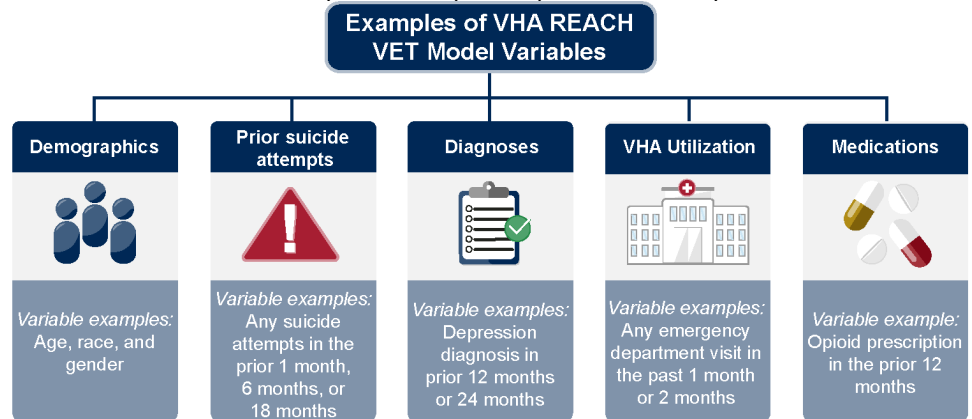 Examples of VHA REACH
VET Model Variables
Demographics
Variable examples:
Age, race, and
gender
Prior suicide
attempts
Variable examples:
Any suicide
attempts in the
prior 1 month,
6 months, or
18 months
Diagnoses
Variable examples:
Depression
diagnosis in
prior 12 months
or 24 months
VHA Utilization
Variable examples:
Any emergency
department visit in
the past 1 month
or 2 months
Medications
Variable example:
Opioid prescription
in the prior 12
months